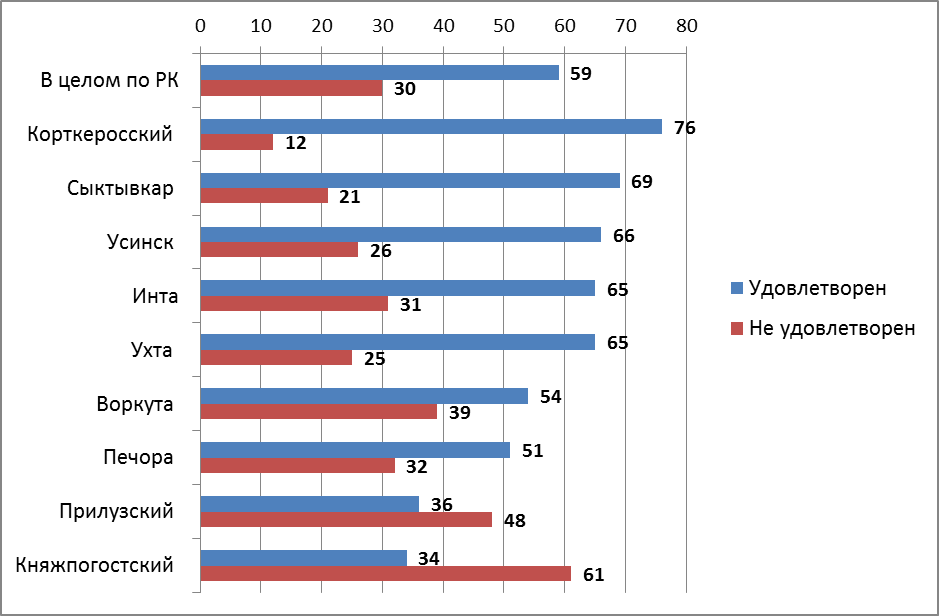 0 10 20 30 40 50 60 70 80
В целом по РК 59
30
Корткеросский 76
12
Сыктывкар 69
21
Усинск 66
26
Инта 65
31
Ухта 65
25
Воркута 54
39
Печора 51
32
Прилузский 36
48
Княжпогостский 34
61
Удовлетворен
Не удовлетворен